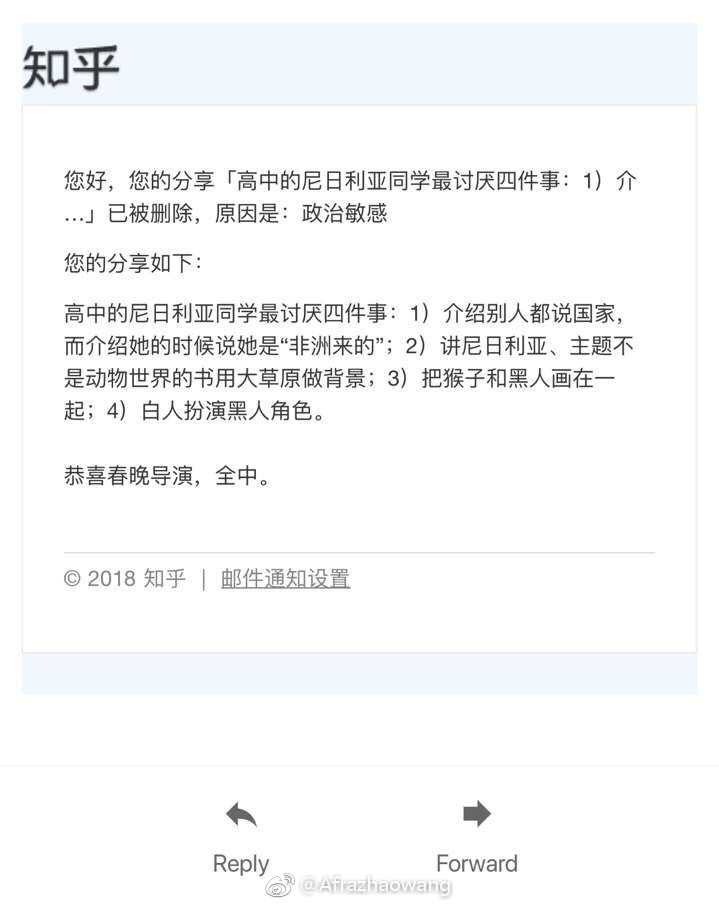 知乎
您好，您的分享「高中的尼日利亚同学最讨厌四件事：1）介
…」已被删除，原因是：政治敏感
您的分享如下：
高中的尼日利亚同学最讨厌四件事：1）介绍别人都说国家，
而介绍她的时候说她是“非洲来的”；2）讲尼日利亚、主题不
是动物世界的书用大草原做背景；3）把猴子和黑人画在一
起；4）白人扮演黑人角色。
恭喜春晚导演，全中。
© 2018 知乎 | 邮件通知设置
Reply Forward
@Afrazhaowang